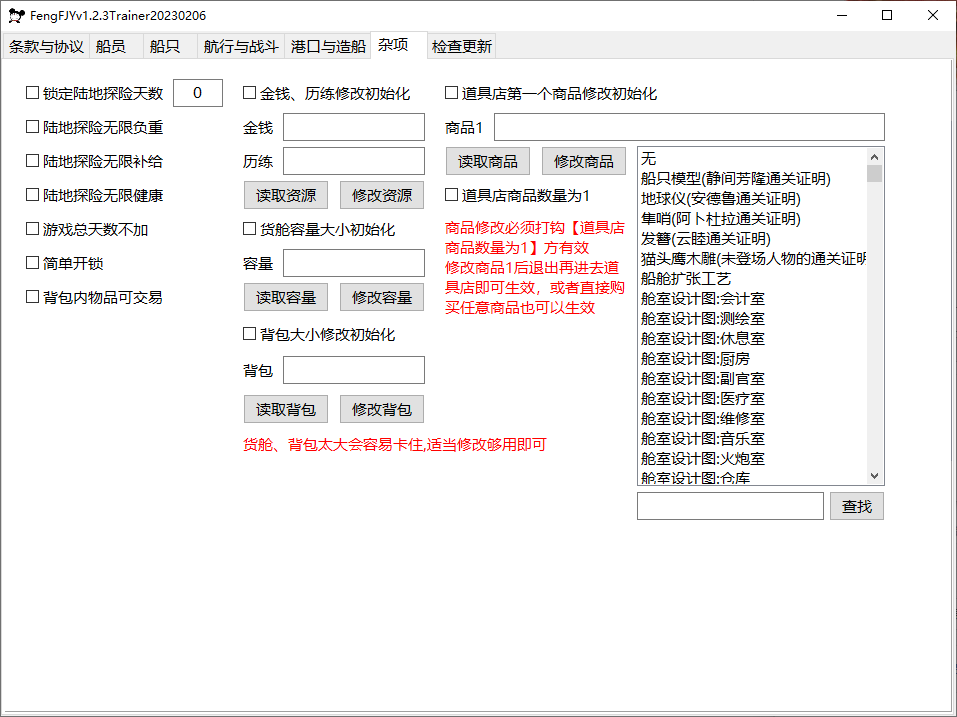 FengFJYv1.2.3Trainer20230206
条款与协议
船员
船只
航行与战斗
港口与造船
杂项
检查更新
锁定陆地探险天数
0
陆地探险无限负重
陆地探险无限补给
陆地探险无限健康
游戏总天数不加
简单开锁
背包内物品可交易
金钱、历练修改初始化
金钱
历练
读取资源
修改资源
货舱容量大小初始化
容量
读取容量
修改容量
背包大小修改初始化
背包
读取背包
修改背包
货舱、背包太大会容易卡住,适当修改够用即可
道具店第一个商品修改初始化
商品1
读取商品
修改商品
道具店商品数量为1
商品修改必须打钩【道具店
商品数量为1】方有效
修改商品1后退出再进去道
具店即可生效，或者直接购
买任意商品也可以生效
无
船只模型(静间芳隆通关证明)
地球仪(安德鲁通关证明)
隼哨(阿卜杜拉通关证明)
发簪(云睦通关证明)
猫头鹰木雕(未登场人物的通关证明
船舱扩张工艺
舱室设计图:会计室
舱室设计图:测绘室
舱室设计图:休息室
舱室设计图:厨房
舱室设计图:副官室
舱室设计图:医疗室
舱室设计图:维修室
舱室设计图:音乐室
舱室设计图:火炮室
舱室设计图:仓库
查找